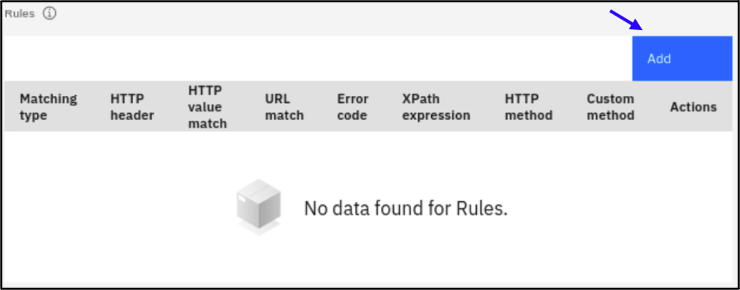 Rules
Add
Matching type
HTTP header
HTTP value match
URL match
Error code
XPath expression
HTTP method
Custom method
Actions
No data found for Rules.